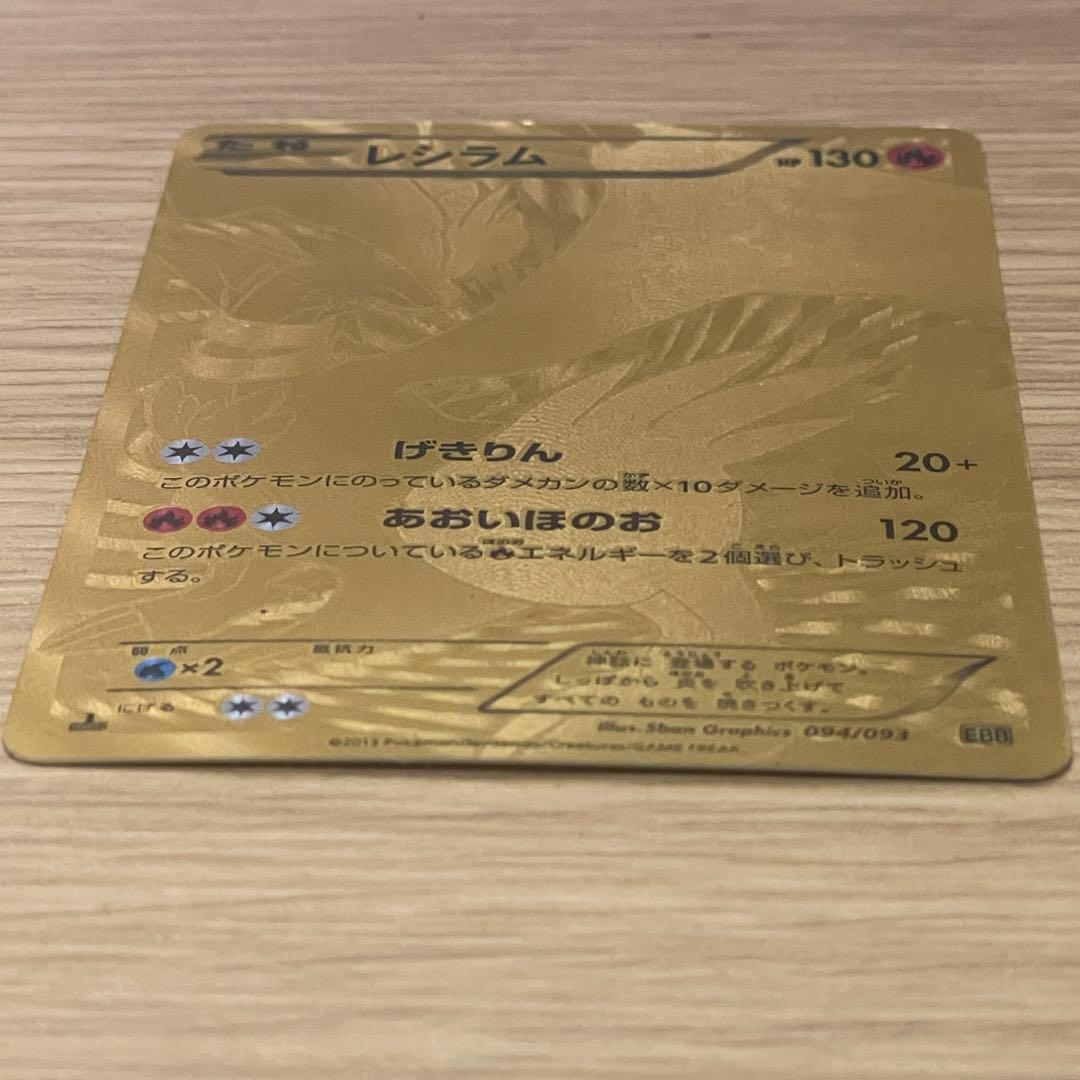 たね レシラム HP130
げきりん 20+
このポケモンにのっているダメカンの数×10ダメージを追加。
あおいほのお 120
このポケモンについている エネルギーを2個選び、トラッシュ
する。
弱点 抵抗力
×2
にげる
神話に 登場する ポケモン。
しっぽから 炎を 吹き上げて
すべての ものを 焼きつくす。
Illus. 5ban Graphics 094/093 EBB
©2013 Pokémon/Nintendo/Creatures/GAME FREAK